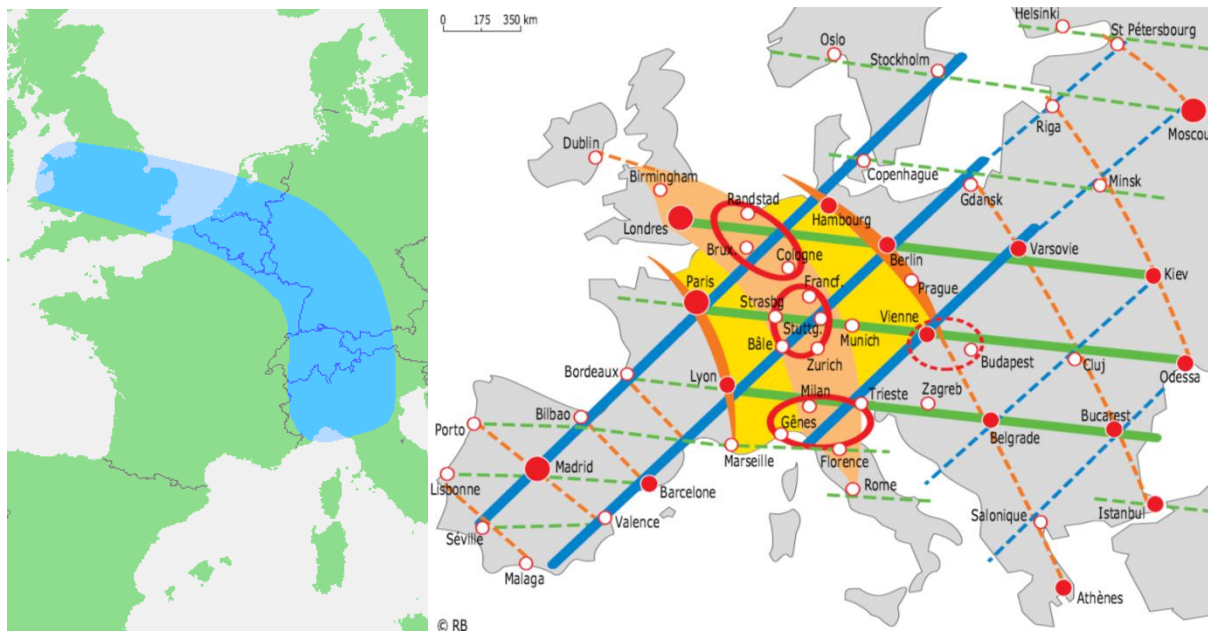 0 175 350 km
Helsinki
St Pétersbourg
Oslo
Stockholm
Riga
Moscou
Dublin
Birmingham
Copenhague
Minsk
Gdansk
Randstad
Hambourg
Londres
Brux.
Cologne
Berlin
Varsovie
Kiev
Paris
Francf.
Prague
Strasbg
Stuttg.
Vienne
Munich
Bâle
Zurich
Budapest
Cluj
Odessa
Bordeaux
Lyon
Milan
Trieste
Zagreb
Bucarest
Bilbao
Gênes
Belgrade
Porto
Marseille
Florence
Madrid
Lisbonne
Barcelone
Rome
Istanbul
Valence
Salonique
Séville
Malaga
Athènes
© RB